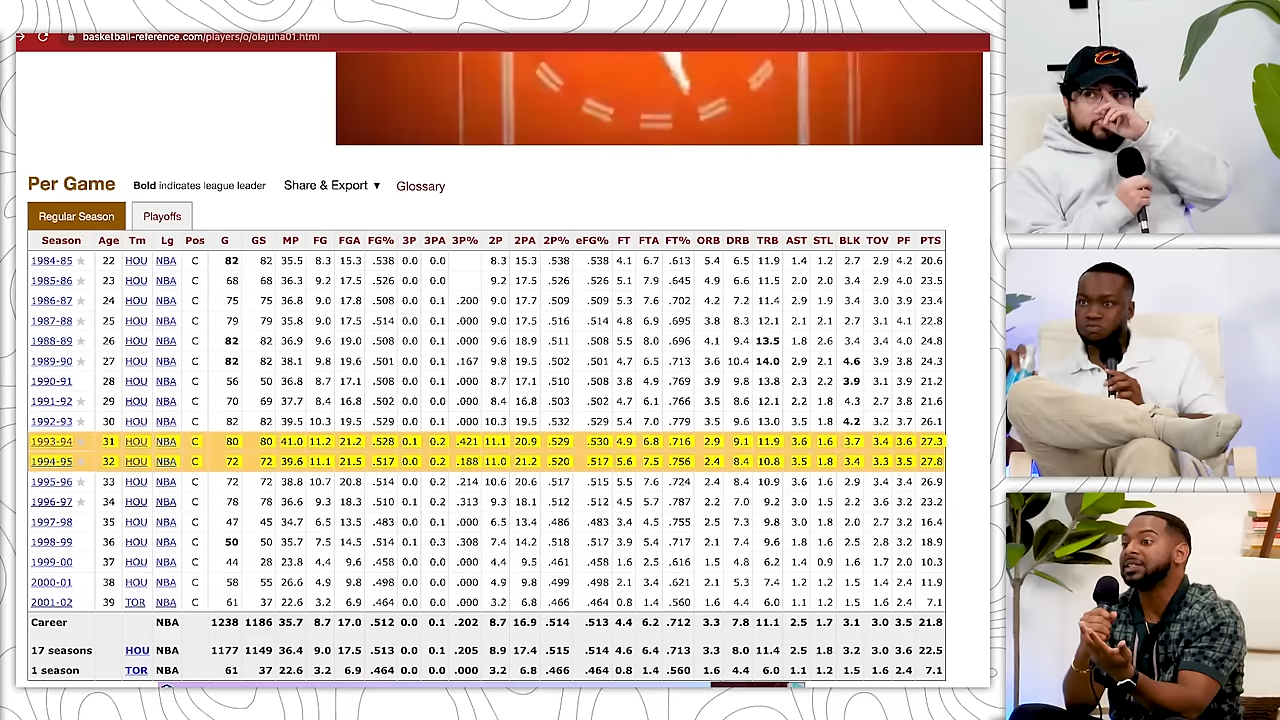 basketball-reference.com/players/o/olajuha01.html
Per Game Bold indicates league leader Share & Export ▼ Glossary
Regular Season Playoffs
Season Age Tm Lg Pos G GS MP FG FGA FG% 3P 3PA 3P% 2P 2PA 2P% eFG% FT FTA FT% ORB DRB TRB AST STL BLK TOV PF PTS
1984-85 22 HOU NBA C 82 82 35.5 8.3 15.3 .538 0.0 0.0 8.3 15.3 .538 .538 4.1 6.7 .613 5.4 6.5 11.9 1.4 1.2 2.7 2.9 4.2 20.6
1985-86 23 HOU NBA C 68 68 36.3 9.2 17.5 .526 0.0 0.0 9.2 17.5 .526 .526 5.1 7.9 .645 4.9 6.6 11.5 2.0 2.0 3.4 2.9 4.0 23.5
1986-87 24 HOU NBA C 75 75 36.8 9.0 17.8 .508 0.0 0.1 .200 9.0 17.7 .509 .509 5.3 7.6 .702 4.2 7.2 11.4 2.9 1.9 3.4 3.0 3.9 23.4
1987-88 25 HOU NBA C 79 79 35.8 9.0 17.5 .514 0.0 0.1 .000 9.0 17.5 .516 .514 4.8 6.9 .695 3.8 8.3 12.1 2.1 2.1 2.7 3.1 4.1 22.8
1988-89 26 HOU NBA C 82 82 36.9 9.6 19.0 .508 0.0 0.1 .000 9.6 18.9 .511 .508 5.5 8.0 .696 4.1 9.4 13.5 1.8 2.6 3.4 3.4 4.0 24.8
1989-90 27 HOU NBA C 82 82 38.1 9.8 19.6 .501 0.0 0.1 .167 9.8 19.5 .502 .501 4.7 6.5 .713 3.6 10.4 14.0 2.9 2.1 4.6 3.9 3.8 24.3
1990-91 28 HOU NBA C 56 50 36.8 8.7 17.1 .508 0.0 0.1 .000 8.7 17.1 .510 .508 3.8 4.9 .769 3.9 9.8 13.8 2.3 2.2 3.9 3.1 3.9 21.2
1991-92 29 HOU NBA C 70 69 37.7 8.4 16.8 .502 0.0 0.1 .000 8.4 16.8 .503 .502 4.7 6.1 .766 3.5 8.6 12.1 2.2 1.8 4.3 2.7 3.8 21.6
1992-93 30 HOU NBA C 82 82 39.5 10.3 19.5 .529 0.0 0.1 .000 10.3 19.5 .532 .529 5.4 7.0 .779 3.5 9.6 13.0 3.5 1.8 4.2 3.2 3.7 26.1
1993-94 31 HOU NBA C 80 80 41.0 11.2 21.2 .528 0.1 0.2 .421 11.1 20.9 .529 .530 4.9 6.8 .716 2.9 9.1 11.9 3.6 1.6 3.7 3.4 3.6 27.3
1994-95 32 HOU NBA C 72 72 39.6 11.1 21.5 .517 0.0 0.2 .188 11.0 21.2 .520 .517 5.6 7.5 .756 2.4 8.4 10.8 3.5 1.8 3.4 3.3 3.5 27.8
1995-96 33 HOU NBA C 72 72 38.8 10.7 20.8 .514 0.0 0.2 .214 10.6 20.6 .517 .515 5.5 7.6 .724 2.4 8.4 10.9 3.6 1.6 2.9 3.4 3.4 26.9
1996-97 34 HOU NBA C 78 78 36.6 9.3 18.3 .510 0.1 0.2 .313 9.3 18.1 .512 .512 4.5 5.7 .787 2.2 7.0 9.2 3.0 1.5 2.2 3.6 3.2 23.2
1997-98 35 HOU NBA C 47 45 34.7 6.5 13.5 .483 0.0 0.1 .000 6.5 13.4 .486 .483 3.4 4.5 .755 2.5 7.3 9.8 3.0 1.8 2.0 2.7 3.2 16.4
1998-99 36 HOU NBA C 50 50 35.7 7.5 14.5 .514 0.1 0.3 .308 7.4 14.2 .518 .517 3.9 5.4 .717 2.1 7.4 9.6 1.8 1.6 2.5 2.8 3.2 18.9
1999-00 37 HOU NBA C 44 28 23.8 4.4 9.6 .458 0.0 0.0 4.4 9.5 .461 .458 1.6 2.5 .616 1.5 4.8 6.2 1.4 0.9 1.6 1.7 2.0 10.3
2000-01 38 HOU NBA C 58 55 26.6 4.9 9.8 .498 0.0 0.0 .000 4.9 9.8 .499 .498 2.1 3.4 .621 2.1 5.3 7.4 1.2 1.2 1.5 1.4 2.4 11.9
2001-02 39 TOR NBA C 61 37 22.6 3.2 6.9 .464 0.0 0.0 .000 3.2 6.8 .466 .464 0.8 1.4 .560 1.6 4.4 6.0 1.1 1.2 1.5 1.6 2.4 7.1
Career NBA 1238 1186 35.7 8.7 17.0 .512 0.0 0.1 .202 8.7 16.9 .514 .513 4.4 6.2 .712 3.3 7.8 11.1 2.5 1.7 3.1 3.0 3.5 21.8
17 seasons HOU NBA 1177 1149 36.4 9.0 17.5 .513 0.0 0.1 .205 8.9 17.4 .515 .513 4.6 6.4 .713 3.3 8.0 11.4 2.5 1.8 3.2 3.0 3.6 22.5
1 season TOR NBA 61 37 22.6 3.2 6.9 .464 0.0 0.0 .000 3.2 6.8 .466 .464 0.8 1.4 .560 1.6 4.4 6.0 1.1 1.2 1.5 1.6 2.4 7.1